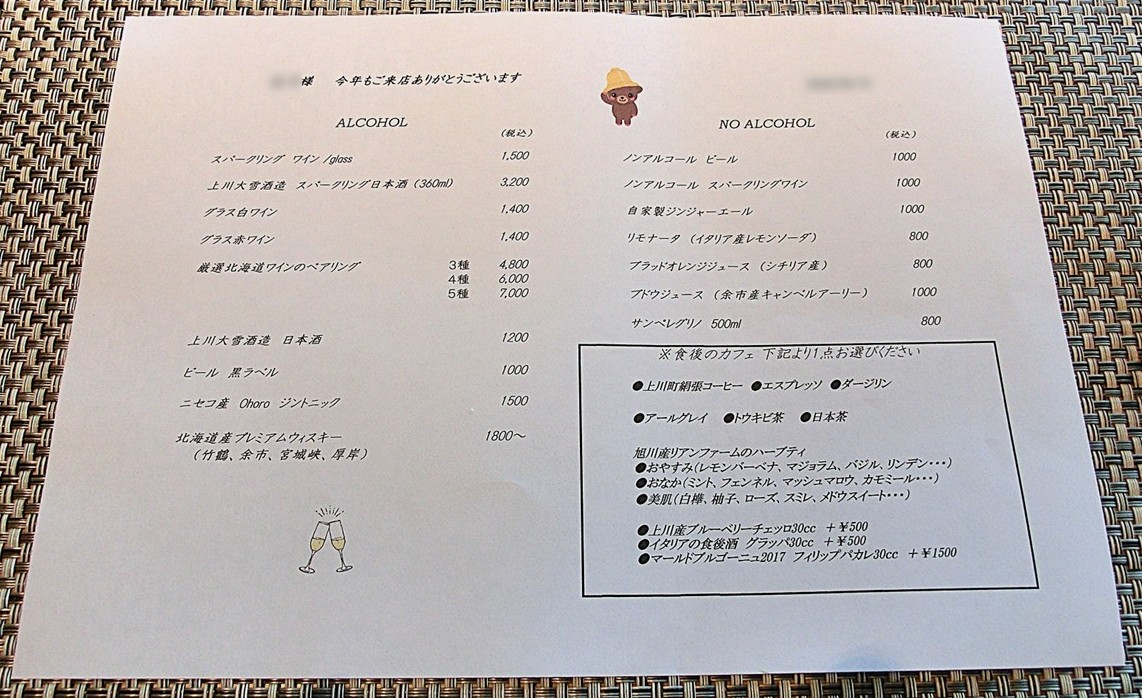 様　今年もご来店ありがとうございます
ALCOHOL
(税込)
スパークリング ワイン /glass 1,500
上川大雪酒造 スパークリング日本酒 (360ml) 3,200
グラス白ワイン 1,400
グラス赤ワイン 1,400
厳選北海道ワインのペアリング 3種 4,800
4種 6,000
5種 7,000
上川大雪酒造 日本酒 1200
ビール 黒ラベル 1000
ニセコ産 Ohoro ジントニック 1500
北海道産プレミアムウィスキー 1800～
(竹鶴、余市、宮城峡、厚岸)
NO ALCOHOL
(税込)
ノンアルコール ビール 1000
ノンアルコール スパークリングワイン 1000
自家製ジンジャーエール 1000
リモナータ (イタリア産レモンソーダ) 800
ブラッドオレンジジュース (シチリア産) 800
ブドウジュース (余市産キャンベルアーリー) 1000
サンペレグリノ 500ml 800
※食後のカフェ 下記より1点お選びください
●上川町絹張コーヒー ●エスプレッソ ●ダージリン
●アールグレイ ●トウキビ茶 ●日本茶
旭川産リアンファームのハーブティ
●おやすみ(レモンバーベナ、マジョラム、バジル、リンデン・・・)
●おなか(ミント、フェンネル、マッシュマロウ、カモミール・・・)
●美肌(白樺、柚子、ローズ、スミレ、メドウスイート・・・)
●上川産ブルーベリーチェッロ30cc ＋￥500
●イタリアの食後酒 グラッパ30cc ＋￥500
●マールドブルゴーニュ2017 フィリップパカレ30cc ＋￥1500